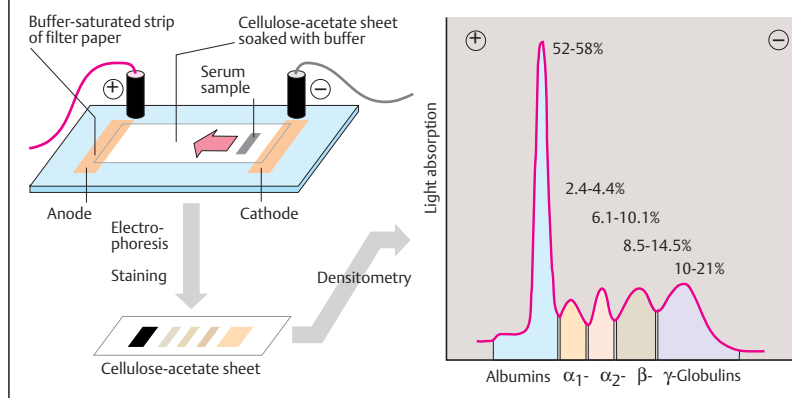 Buffer-saturated strip
of filter paper
Cellulose-acetate sheet
soaked with buffer
Serum
sample
+
−
Anode
Cathode
Electro-
phoresis
Staining
Densitometry
Cellulose-acetate sheet
+
−
Light absorption
52-58%
2.4-4.4%
6.1-10.1%
8.5-14.5%
10-21%
Albumins α₁- α₂- β- γ-Globulins